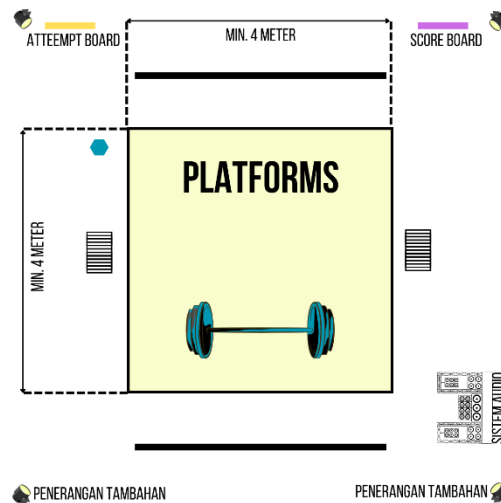 MIN. 4 METER
ATTEEMPT BOARD
SCORE BOARD
PLATFORMS
MIN. 4 METER
SISTEM AUDIO
PENERANGAN TAMBAHAN
PENERANGAN TAMBAHAN